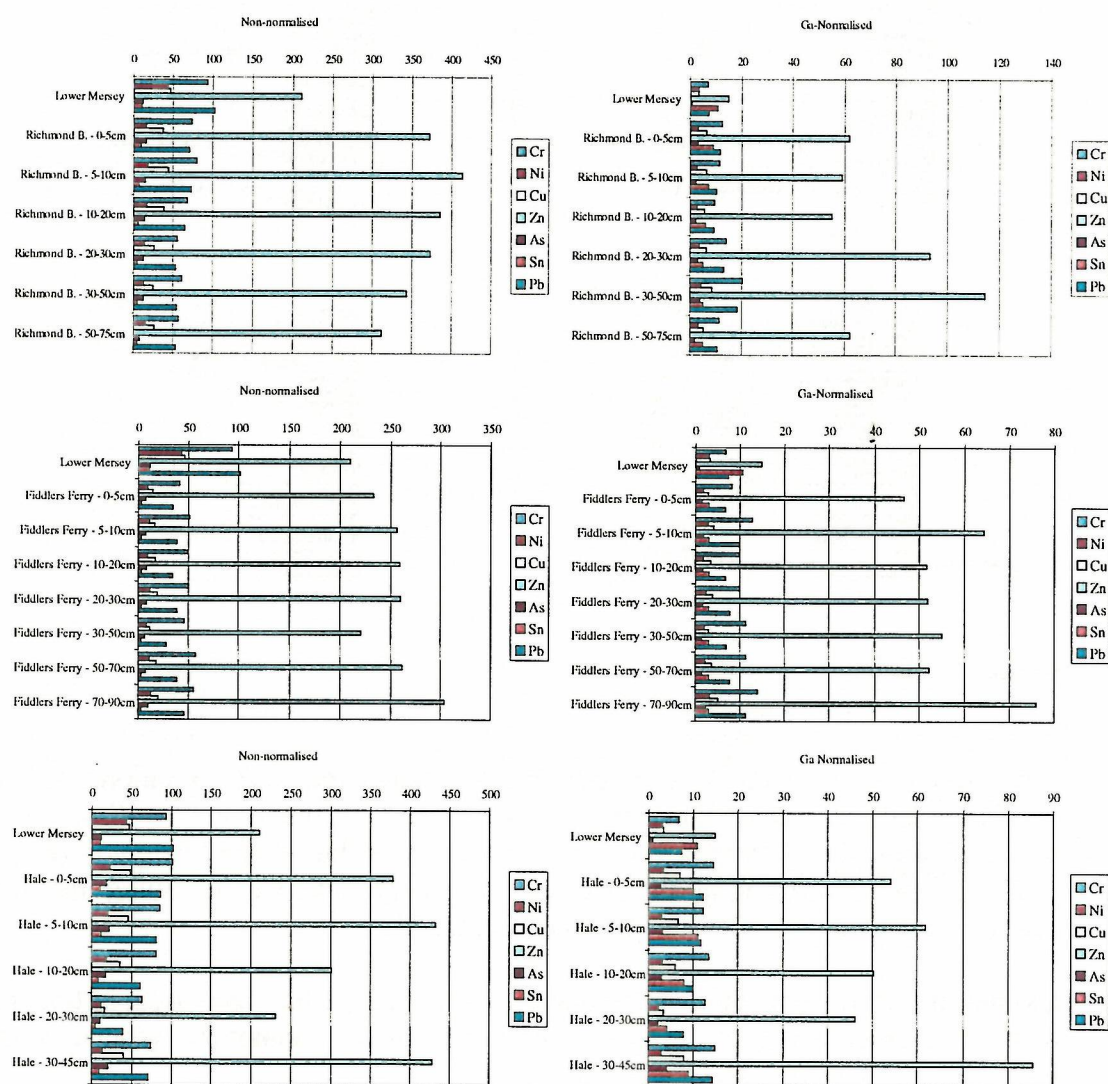 Non-normalised
0 50 100 150 200 250 300 350 400 450
Lower Mersey
Richmond B. - 0-5cm
Richmond B. - 5-10cm
Richmond B. - 10-20cm
Richmond B. - 20-30cm
Richmond B. - 30-50cm
Richmond B. - 50-75cm
Cr
Ni
Cu
Zn
As
Sn
Pb
Ga-Normalised
0 20 40 60 80 100 120 140
Lower Mersey
Richmond B. - 0-5cm
Richmond B. - 5-10cm
Richmond B. - 10-20cm
Richmond B. - 20-30cm
Richmond B. - 30-50cm
Richmond B. - 50-75cm
Cr
Ni
Cu
Zn
As
Sn
Pb
Non-normalised
0 50 100 150 200 250 300 350
Lower Mersey
Fiddlers Ferry - 0-5cm
Fiddlers Ferry - 5-10cm
Fiddlers Ferry - 10-20cm
Fiddlers Ferry - 20-30cm
Fiddlers Ferry - 30-50cm
Fiddlers Ferry - 50-70cm
Fiddlers Ferry - 70-90cm
Cr
Ni
Cu
Zn
As
Sn
Pb
Ga-Normalised
0 10 20 30 40 50 60 70 80
Lower Mersey
Fiddlers Ferry - 0-5cm
Fiddlers Ferry - 5-10cm
Fiddlers Ferry - 10-20cm
Fiddlers Ferry - 20-30cm
Fiddlers Ferry - 30-50cm
Fiddlers Ferry - 50-70cm
Fiddlers Ferry - 70-90cm
Cr
Ni
Cu
Zn
As
Sn
Pb
Non-normalised
0 50 100 150 200 250 300 350 400 450 500
Lower Mersey
Hale - 0-5cm
Hale - 5-10cm
Hale - 10-20cm
Hale - 20-30cm
Hale - 30-45cm
Cr
Ni
Cu
Zn
As
Sn
Pb
Ga Normalised
0 10 20 30 40 50 60 70 80 90
Lower Mersey
Hale - 0-5cm
Hale - 5-10cm
Hale - 10-20cm
Hale - 20-30cm
Hale - 30-45cm
Cr
Ni
Cu
Zn
As
Sn
Pb